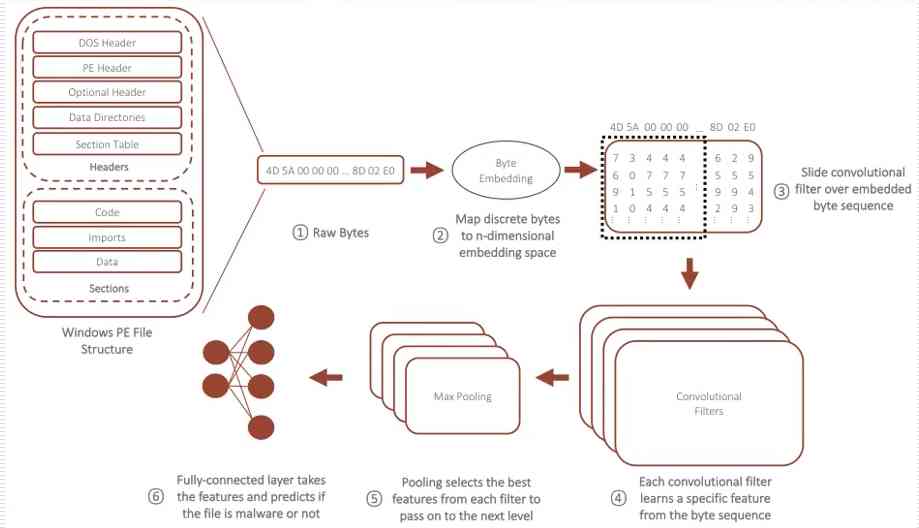 DOS Header
PE Header
Optional Header
Data Directories
Section Table
Headers
Code
Imports
Data
Sections
Windows PE File
Structure
4D 5A 00 00 00 ... 8D 02 E0
① Raw Bytes
Byte
Embedding
② Map discrete bytes
to n-dimensional
embedding space
4D 5A 00 00 00 ... 8D 02 E0
7 3 4 4 4 6 2 9
6 0 7 7 7 5 5 5
9 1 5 5 5 9 9 4
1 0 4 4 4 2 9 3
③ Slide convolutional
filter over embedded
byte sequence
Convolutional
Filters
④ Each convolutional filter
learns a specific feature
from the byte sequence
Max Pooling
⑤ Pooling selects the best
features from each filter to
pass on to the next level
⑥ Fully-connected layer takes
the features and predicts if
the file is malware or not